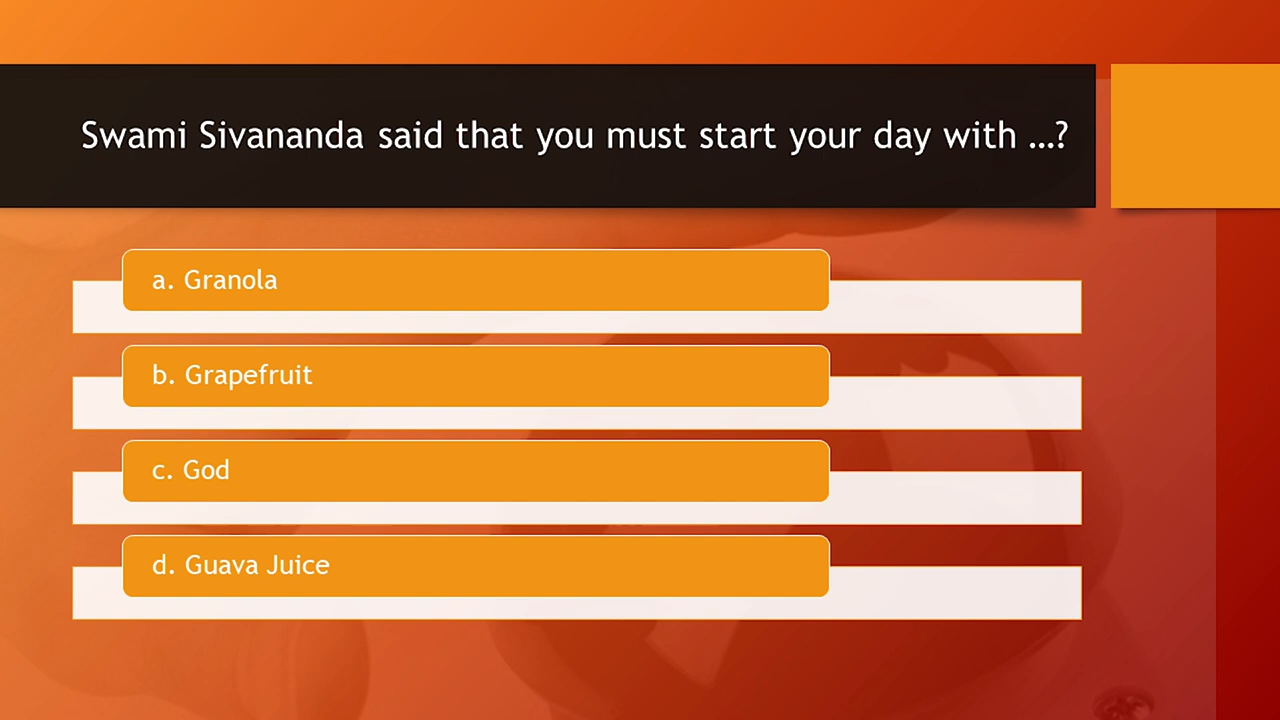 Swami Sivananda said that you must start your day with …?
a. Granola
b. Grapefruit
c. God
d. Guava Juice